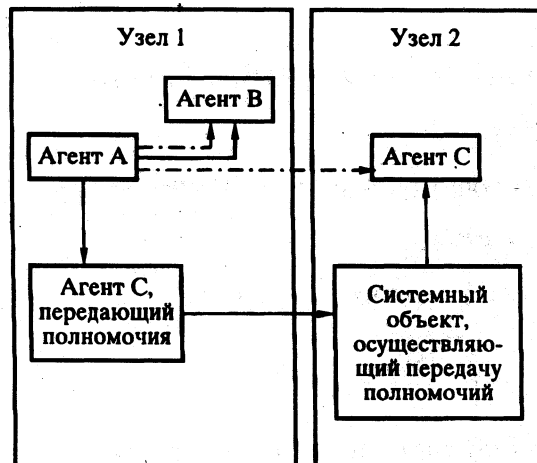 Узел 1
Узел 2
Агент В
Агент А
Агент С
Агент С,
передающий
полномочия
Системный
объект,
осуществляю-
щий передачу
полномочий